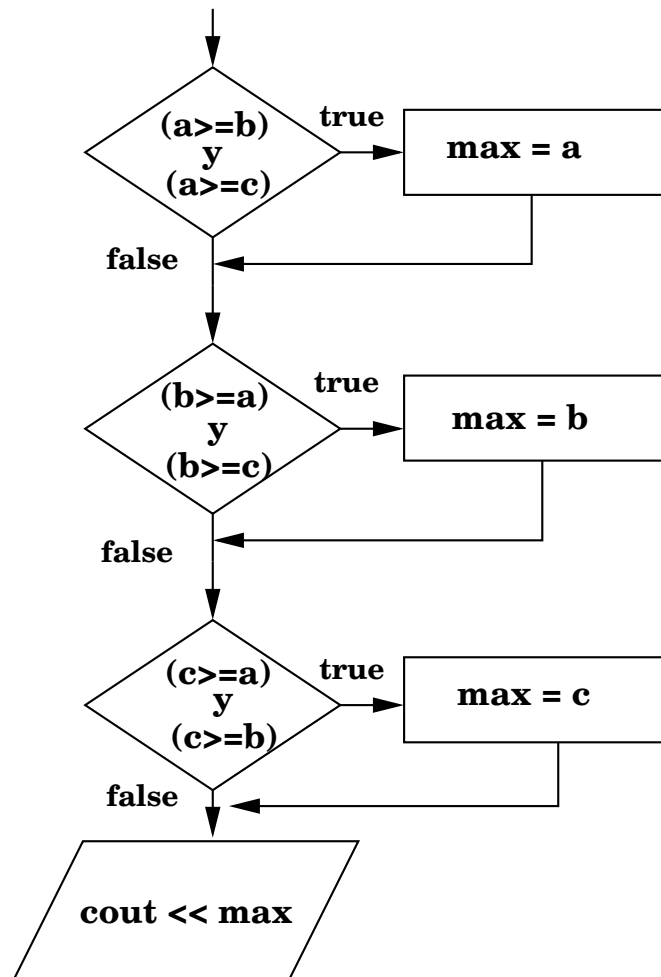 (a>=b)
y
(a>=c)
true
max = a
false
(b>=a)
y
(b>=c)
true
max = b
false
(c>=a)
y
(c>=b)
true
max = c
false
cout << max